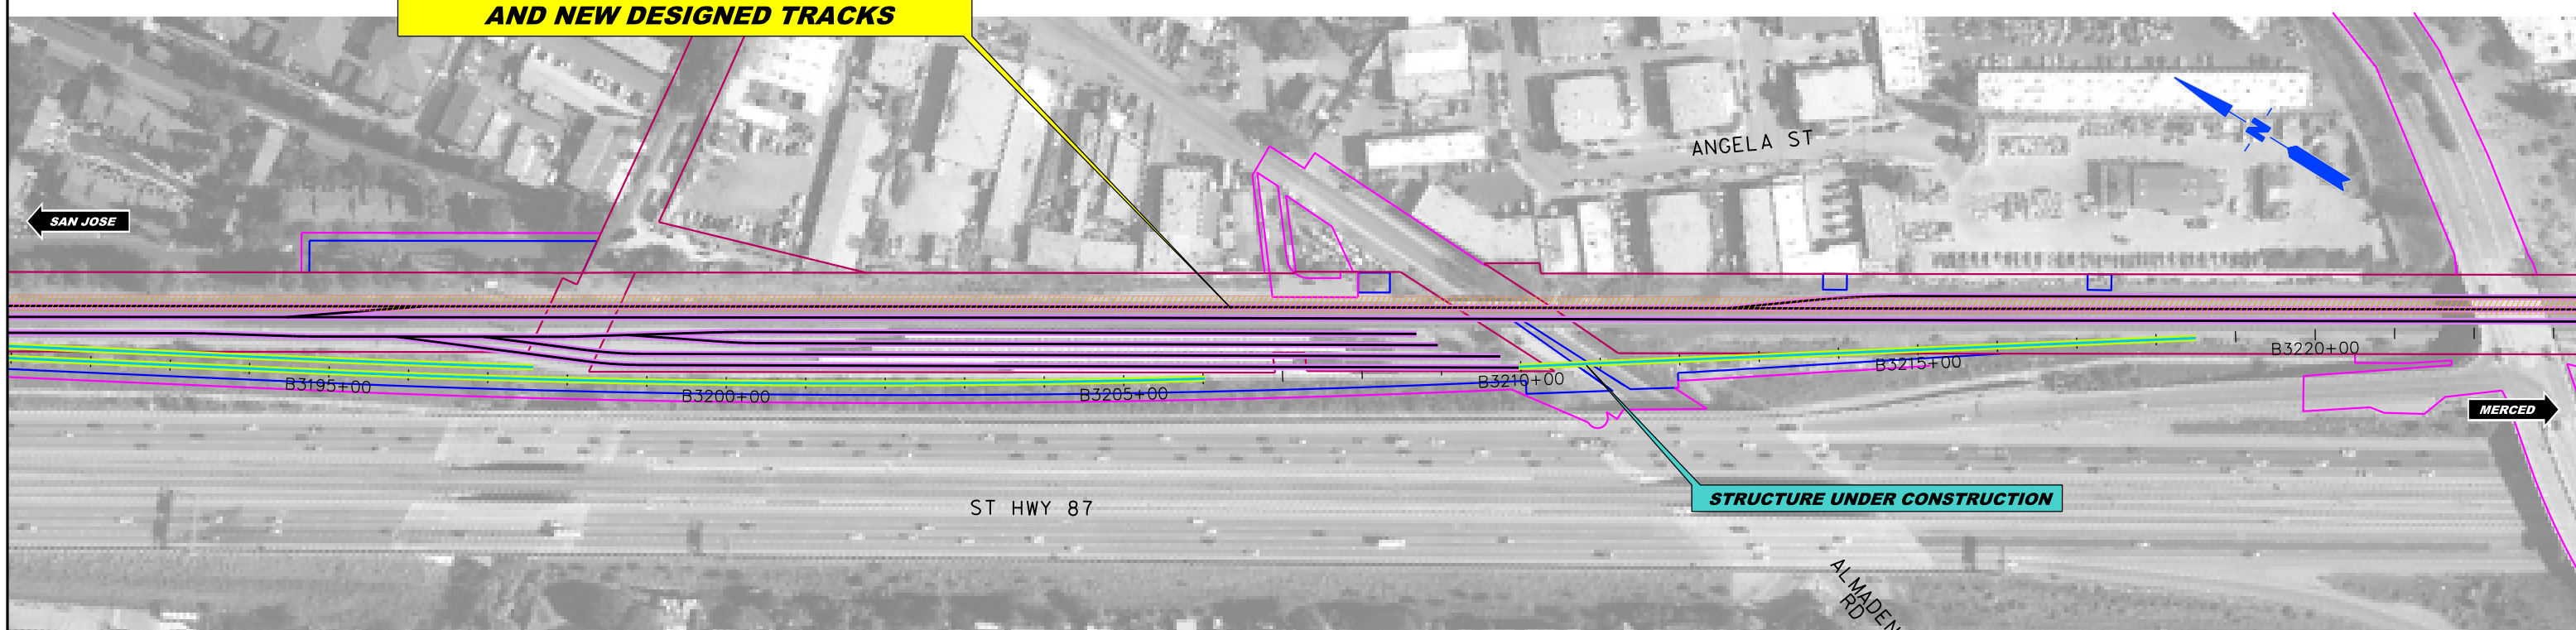 AND NEW DESIGNED TRACKS
ANGELA ST
N
SAN JOSE
B3195+00
B3200+00
B3205+00
B3210+00
B3215+00
B3220+00
MERCED
STRUCTURE UNDER CONSTRUCTION
ST HWY 87
ALMADEN
RD